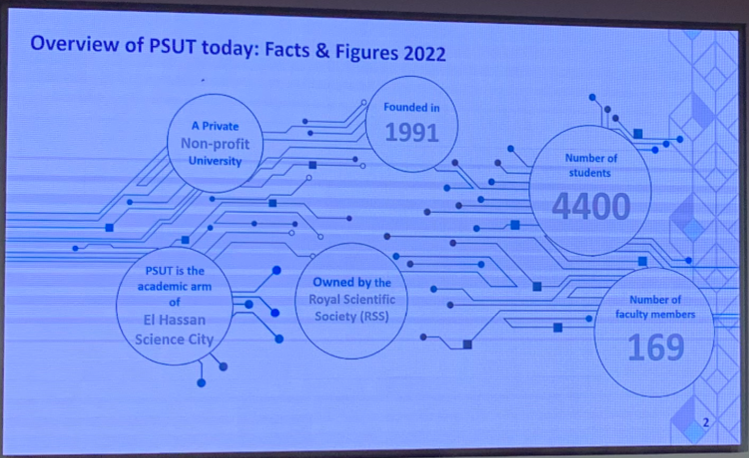 Overview of PSUT today: Facts & Figures 2022
A Private
Non-profit
University
Founded in
1991
Number of
students
4400
PSUT is the
academic arm
of
El Hassan
Science City
Owned by the
Royal Scientific
Society (RSS)
Number of
faculty members
169
2